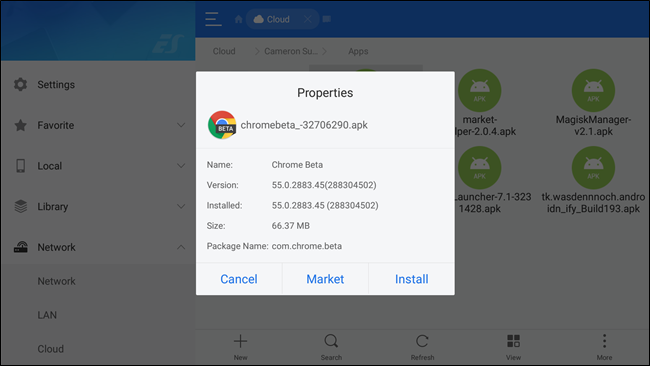 ES
Settings
Favorite
Local
Library
Network
Network
LAN
Cloud
Cloud
Cloud
Cameron Su...
Apps
APK
market-
lper-2.0.4.apk
APK
MagiskManager-
v2.1.apk
APK
Launcher-7.1-323
1428.apk
APK
tk.wasdennnoch.andro
idn_ify_Build193.apk
Properties
BETA
chromebeta_-32706290.apk
Name: Chrome Beta
Version: 55.0.2883.45(288304502)
Installed: 55.0.2883.45 (288304502)
Size: 66.37 MB
Package Name: com.chrome.beta
Cancel Market Install
New Search Refresh View More